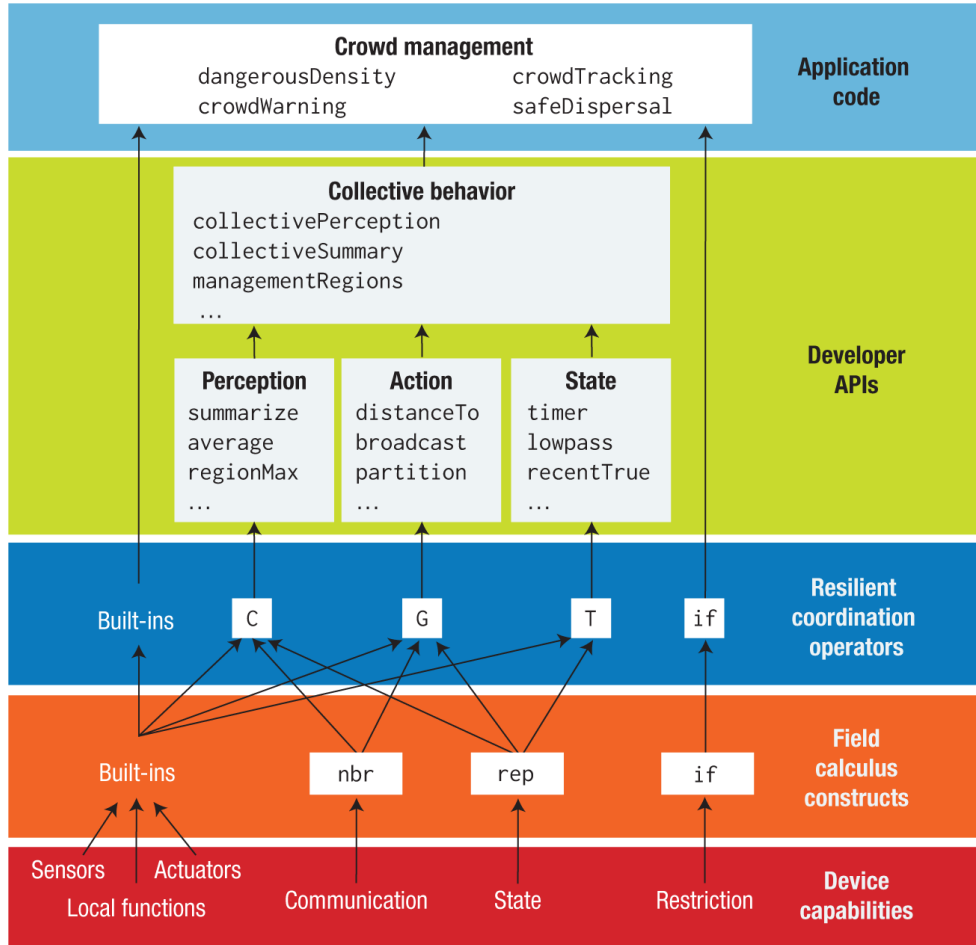 Crowd management
dangerousDensity crowdTracking
crowdWarning safeDispersal
Application
code
Collective behavior
collectivePerception
collectiveSummary
managementRegions
...
Developer
APIs
Perception
summarize
average
regionMax
...
Action
distanceTo
broadcast
partition
...
State
timer
lowpass
recentTrue
...
Built-ins
C
G
T
if
Resilient
coordination
operators
Built-ins
nbr
rep
if
Field
calculus
constructs
Sensors
Actuators
Local functions
Communication
State
Restriction
Device
capabilities